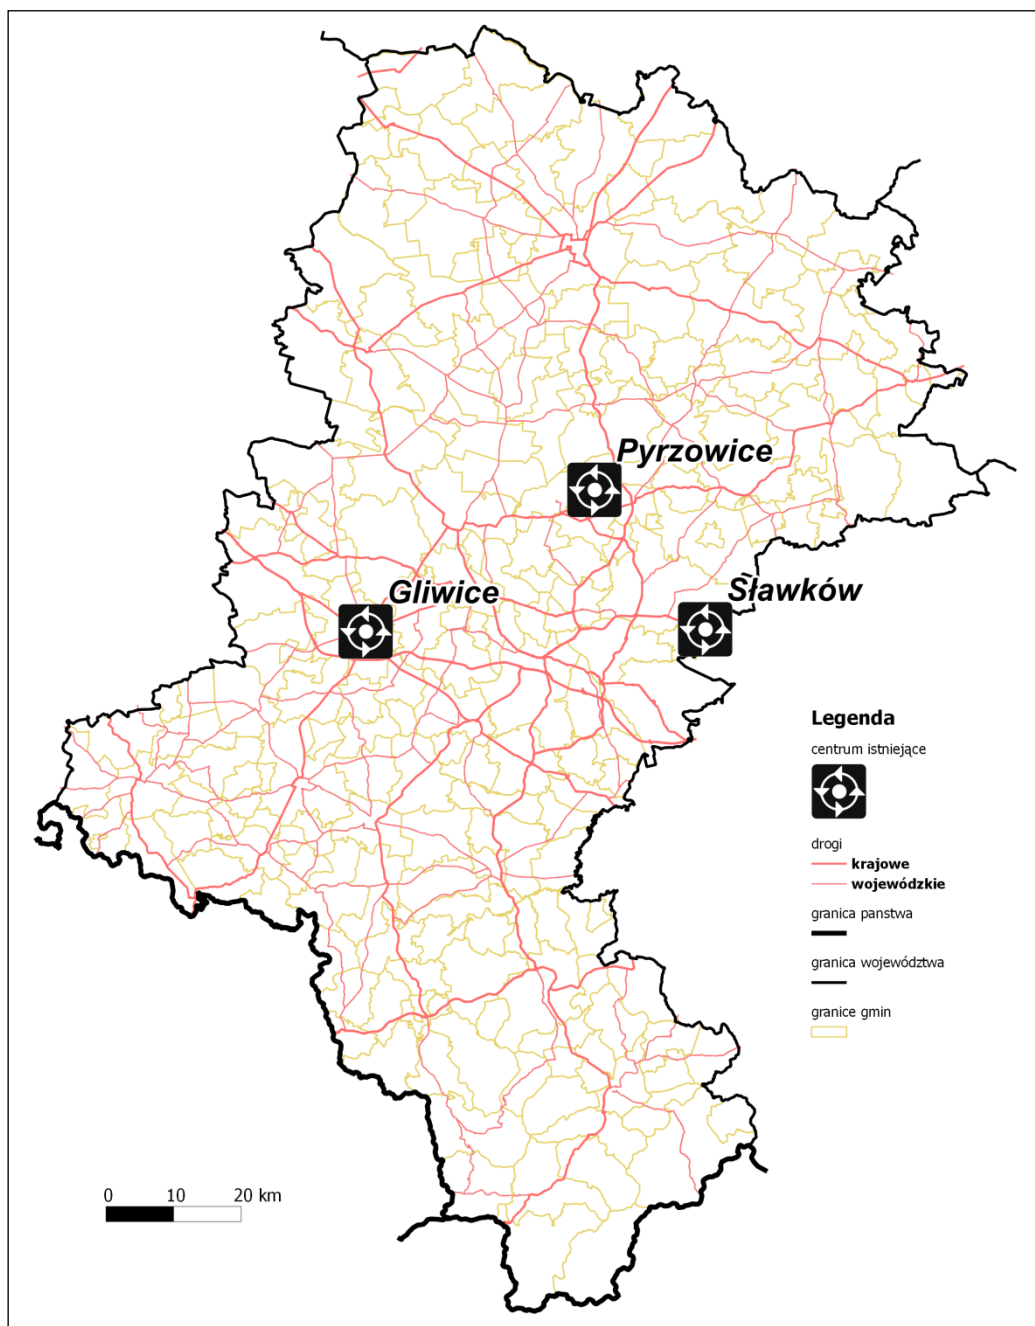 Pyrzowice
Gliwice
Sławków
Legenda
centrum istniejące
drogi
krajowe
wojewódzkie
granica panstwa
granica województwa
granice gmin
0 10 20 km